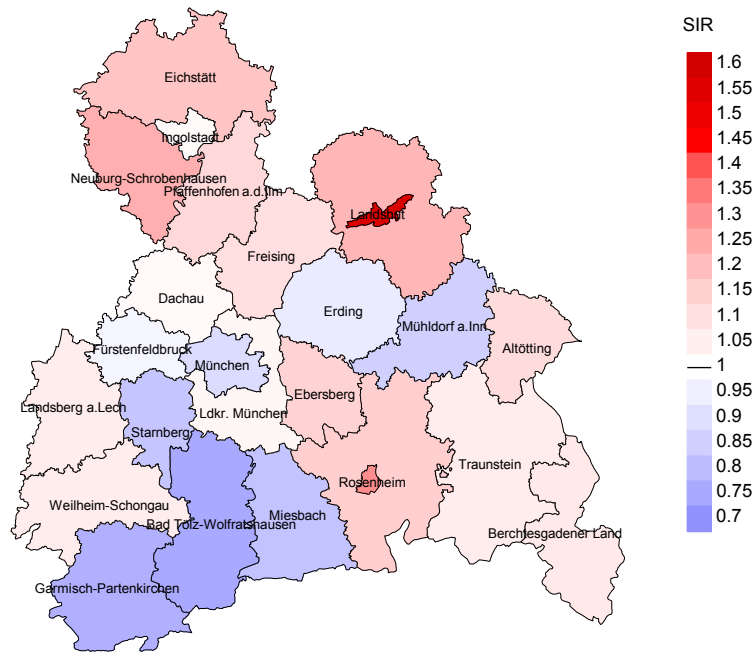 SIR
1.6
1.55
1.5
1.45
1.4
1.35
1.3
1.25
1.2
1.15
1.1
1.05
1
0.95
0.9
0.85
0.8
0.75
0.7
Eichstätt
Ingolstadt
Neuburg-Schrobenhausen
Pfaffenhofen a.d.Ilm
Landshut
Freising
Dachau
Erding
Mühldorf a.Inn
Altötting
Fürstenfeldbruck
München
Ebersberg
Landsberg a.Lech
Ldkr. München
Starnberg
Traunstein
Rosenheim
Weilheim-Schongau
Miesbach
Bad Tölz-Wolfratshausen
Berchtesgadener Land
Garmisch-Partenkirchen